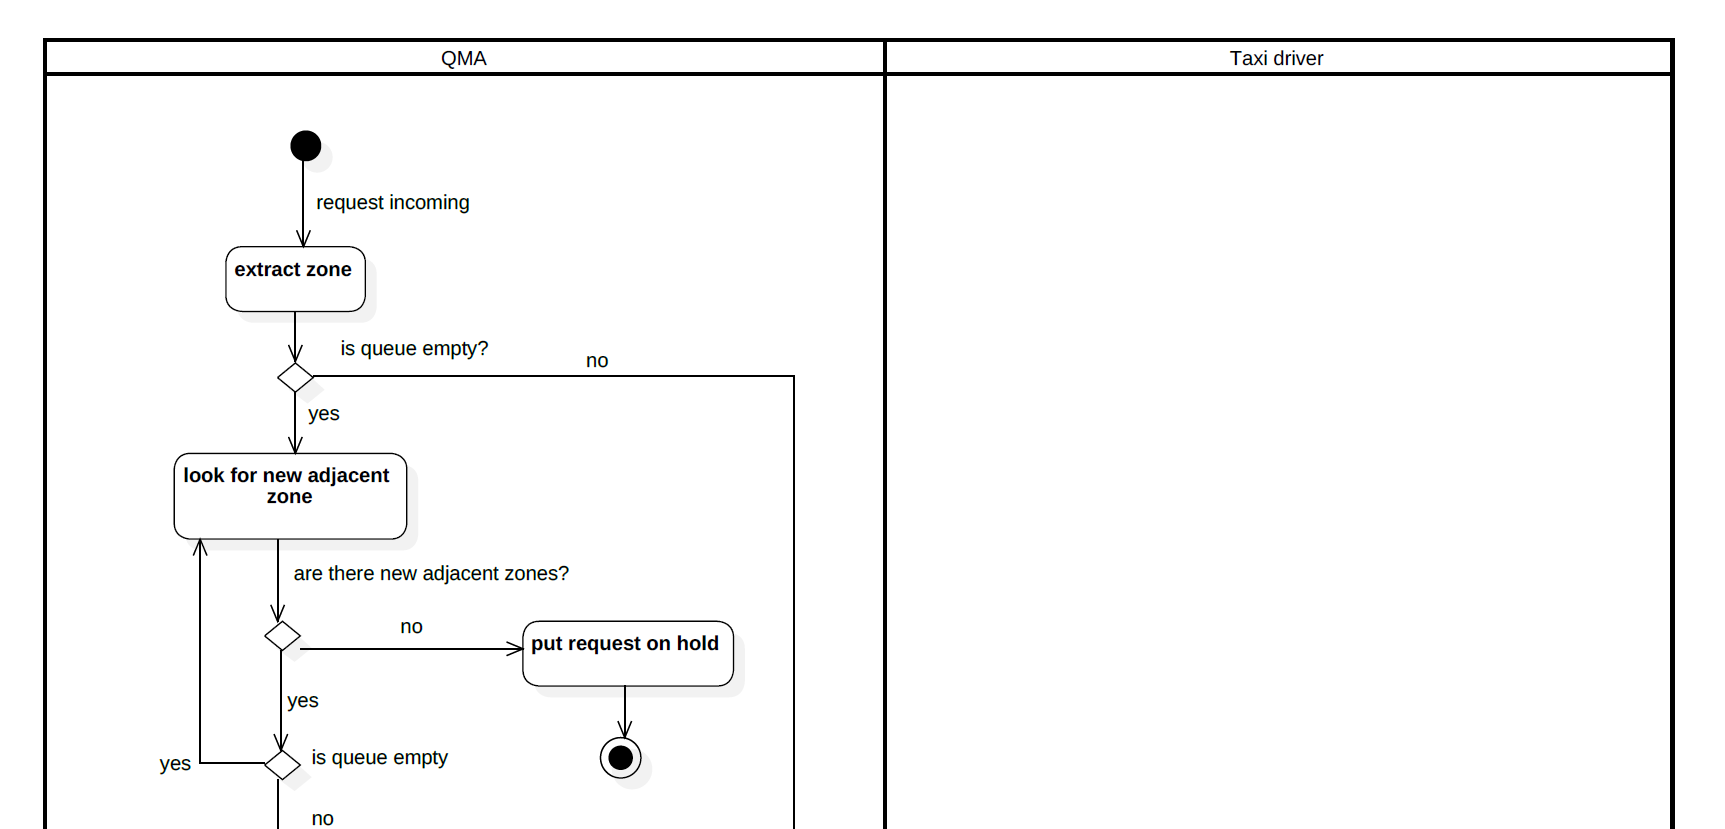 QMA
Taxi driver
request incoming
extract zone
is queue empty?
no
yes
look for new adjacent
zone
are there new adjacent zones?
no
put request on hold
yes
is queue empty
yes
no